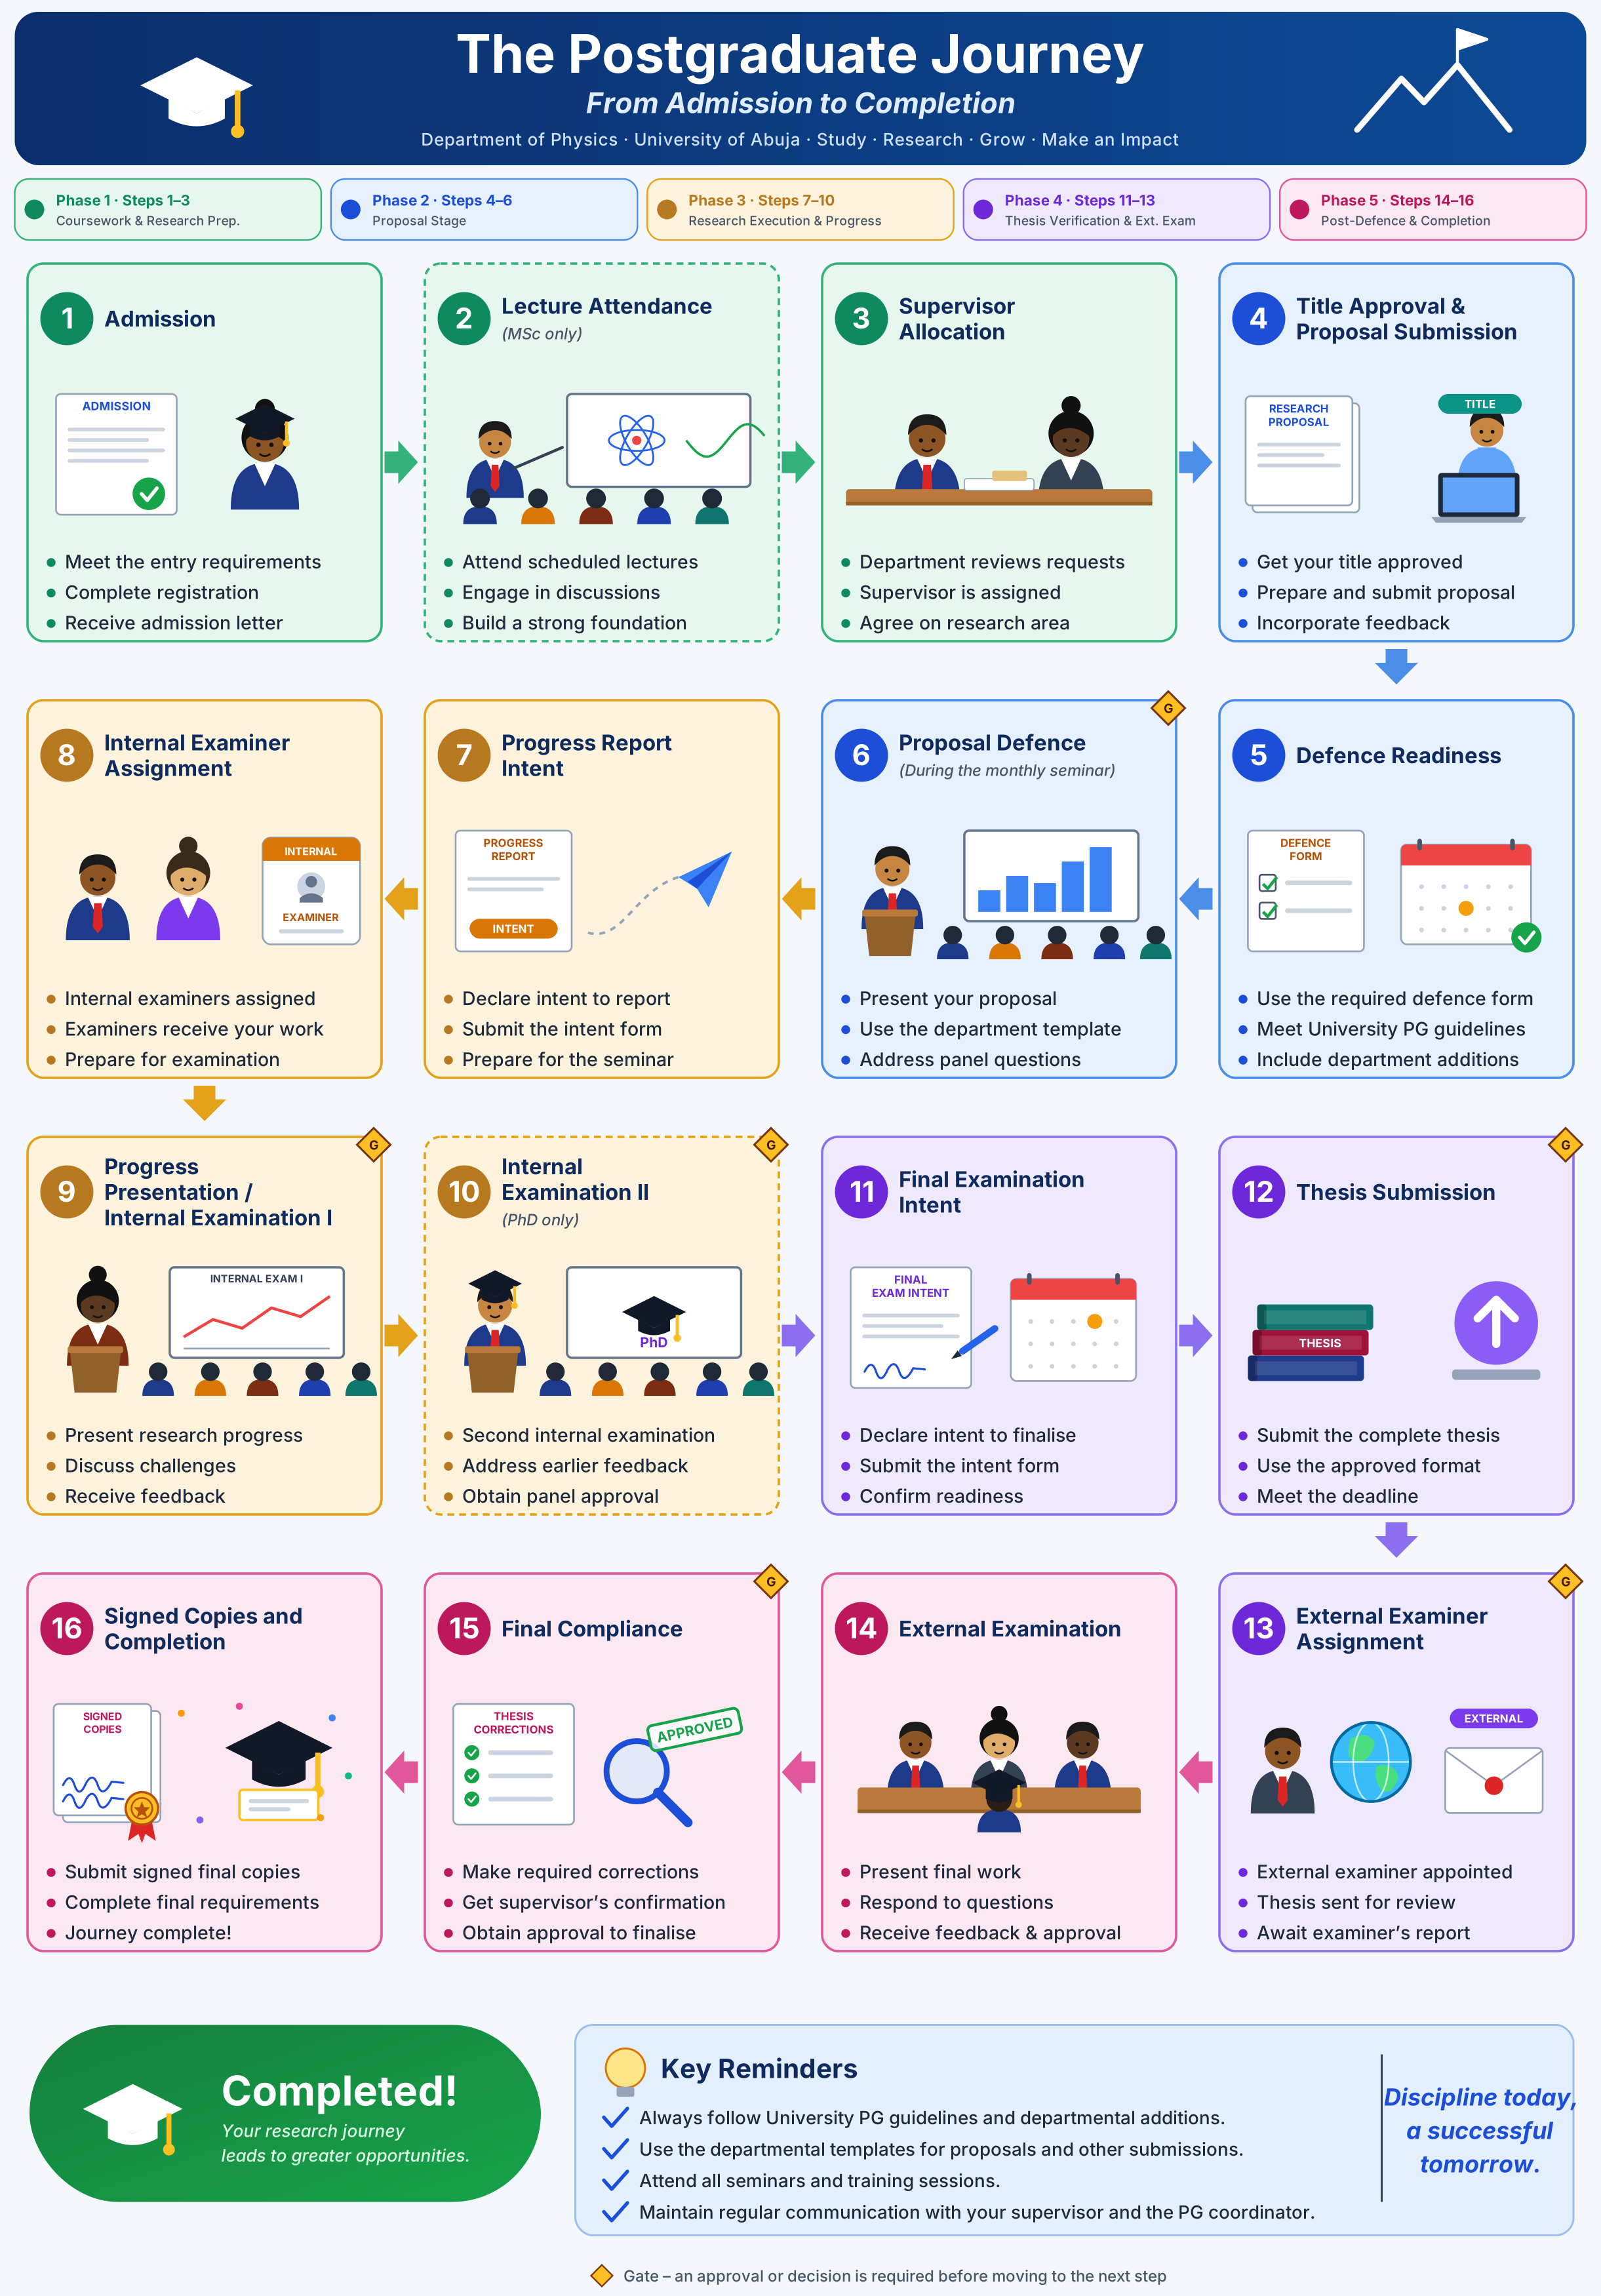 The Postgraduate Journey
From Admission to Completion
Department of Physics · University of Abuja · Study · Research · Grow · Make an Impact
Phase 1 · Steps 1–3
Coursework & Research Prep.
Phase 2 · Steps 4–6
Proposal Stage
Phase 3 · Steps 7–10
Research Execution & Progress
Phase 4 · Steps 11–13
Thesis Verification & Ext. Exam
Phase 5 · Steps 14–16
Post-Defence & Completion
1
Admission
ADMISSION
Meet the entry requirements
Complete registration
Receive admission letter
2
Lecture Attendance
(MSc only)
Attend scheduled lectures
Engage in discussions
Build a strong foundation
3
Supervisor
Allocation
Department reviews requests
Supervisor is assigned
Agree on research area
4
Title Approval &
Proposal Submission
RESEARCH
PROPOSAL
TITLE
Get your title approved
Prepare and submit proposal
Incorporate feedback
5
Defence Readiness
DEFENCE
FORM
Use the required defence form
Meet University PG guidelines
Include department additions
G
6
Proposal Defence
(During the monthly seminar)
Present your proposal
Use the department template
Address panel questions
7
Progress Report
Intent
PROGRESS
REPORT
INTENT
Declare intent to report
Submit the intent form
Prepare for the seminar
8
Internal Examiner
Assignment
INTERNAL
EXAMINER
Internal examiners assigned
Examiners receive your work
Prepare for examination
G
9
Progress
Presentation /
Internal Examination I
INTERNAL EXAM I
Present research progress
Discuss challenges
Receive feedback
G
10
Internal
Examination II
(PhD only)
PhD
Second internal examination
Address earlier feedback
Obtain panel approval
11
Final Examination
Intent
FINAL
EXAM INTENT
Declare intent to finalise
Submit the intent form
Confirm readiness
G
12
Thesis Submission
THESIS
Submit the complete thesis
Use the approved format
Meet the deadline
G
13
External Examiner
Assignment
EXTERNAL
External examiner appointed
Thesis sent for review
Await examiner’s report
14
External Examination
Present final work
Respond to questions
Receive feedback & approval
G
15
Final Compliance
THESIS
CORRECTIONS
APPROVED
Make required corrections
Get supervisor’s confirmation
Obtain approval to finalise
16
Signed Copies and
Completion
SIGNED
COPIES
Submit signed final copies
Complete final requirements
Journey complete!
Completed!
Your research journey
leads to greater opportunities.
Key Reminders
Always follow University PG guidelines and departmental additions.
Use the departmental templates for proposals and other submissions.
Attend all seminars and training sessions.
Maintain regular communication with your supervisor and the PG coordinator.
Discipline today,
a successful
tomorrow.
Gate – an approval or decision is required before moving to the next step